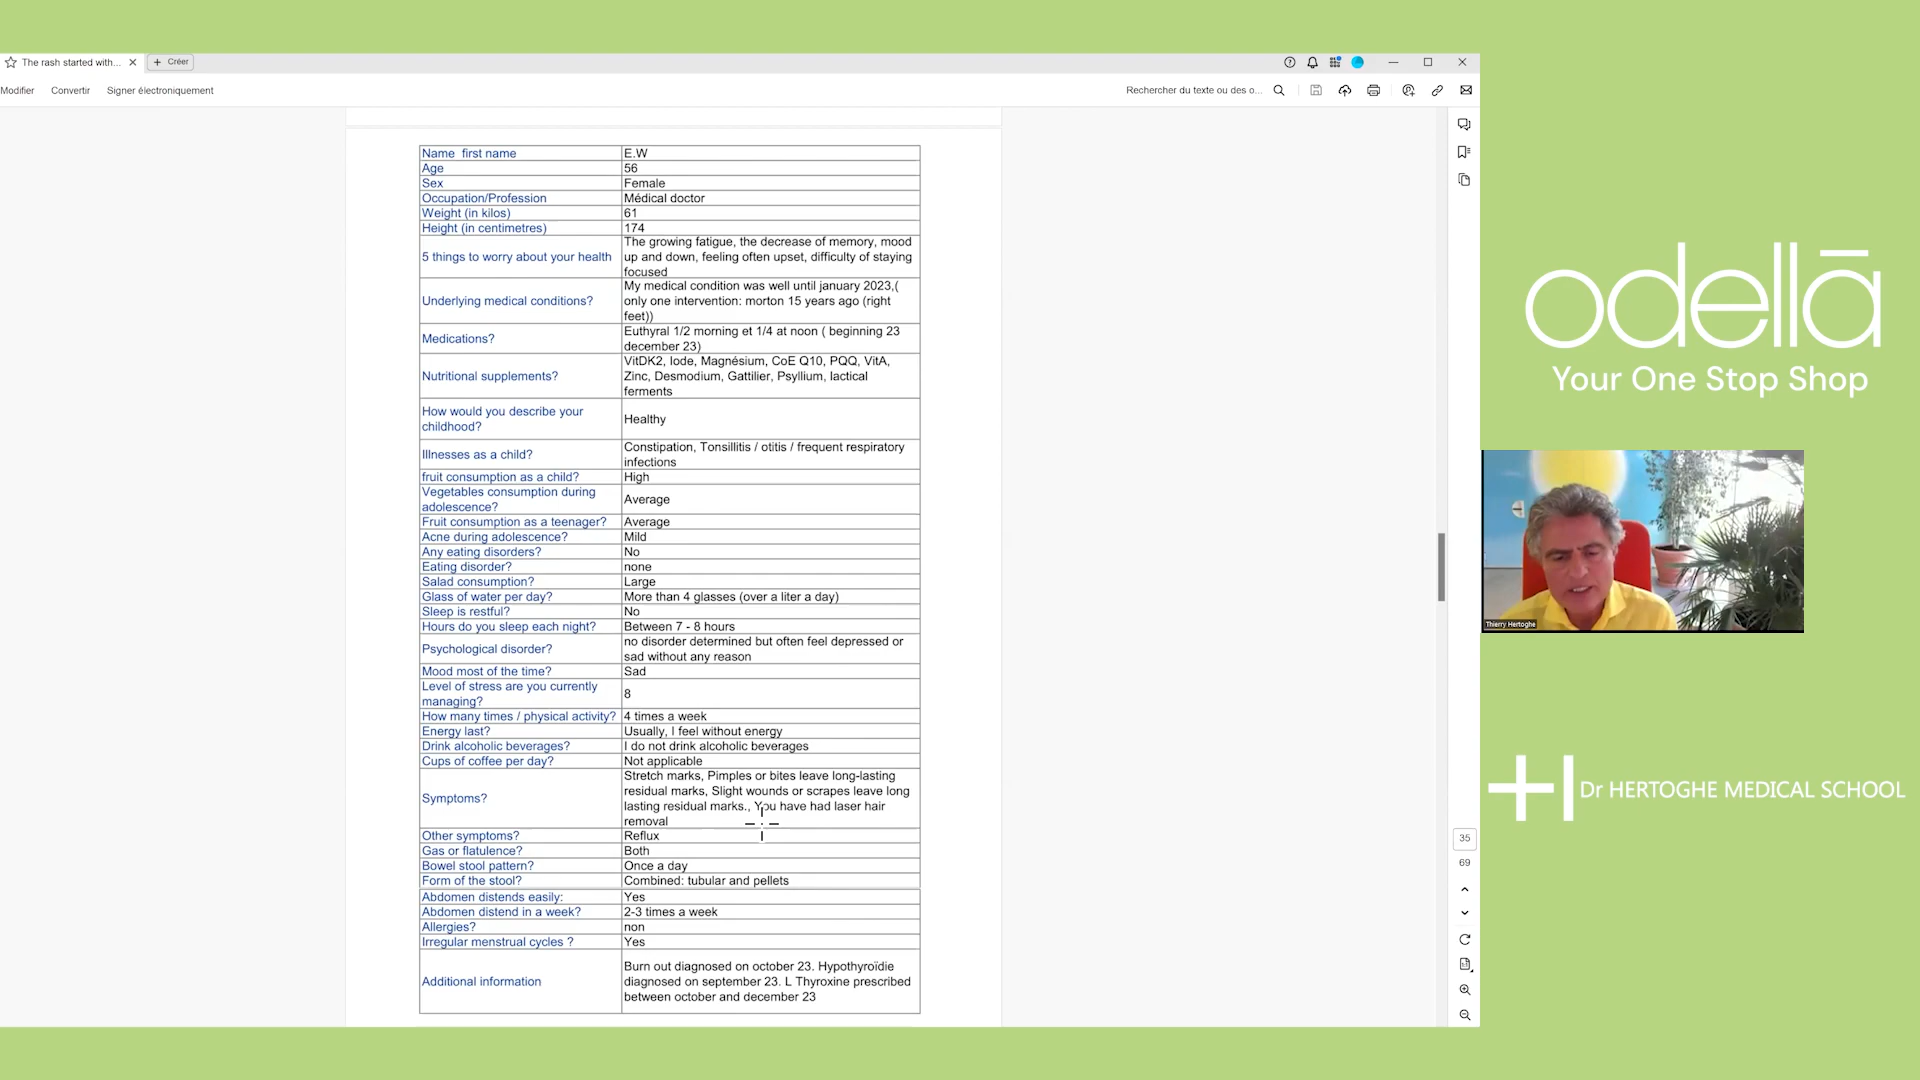 The rash started with...
Créer
Modifier
Convertir
Signer électroniquement
Rechercher du texte ou des o...
Name first name E.W
Age 56
Sex Female
Occupation/Profession Médical doctor
Weight (in kilos) 61
Height (in centimetres) 174
5 things to worry about your health
The growing fatigue, the decrease of memory, mood
up and down, feeling often upset, difficulty of staying
focused
Underlying medical conditions?
My medical condition was well until january 2023,(
only one intervention: morton 15 years ago (right
feet))
Medications?
Euthyral 1/2 morning et 1/4 at noon ( beginning 23
december 23)
Nutritional supplements?
VitDK2, Iode, Magnésium, CoE Q10, PQQ, VitA,
Zinc, Desmodium, Gattilier, Psyllium, lactical
ferments
How would you describe your
childhood?
Healthy
Illnesses as a child?
Constipation, Tonsillitis / otitis / frequent respiratory
infections
fruit consumption as a child? High
Vegetables consumption during
adolescence?
Average
Fruit consumption as a teenager? Average
Acne during adolescence? Mild
Any eating disorders? No
Eating disorder? none
Salad consumption? Large
Glass of water per day? More than 4 glasses (over a liter a day)
Sleep is restful? No
Hours do you sleep each night? Between 7 - 8 hours
Psychological disorder?
no disorder determined but often feel depressed or
sad without any reason
Mood most of the time? Sad
Level of stress are you currently
managing?
8
How many times / physical activity? 4 times a week
Energy last? Usually, I feel without energy
Drink alcoholic beverages? I do not drink alcoholic beverages
Cups of coffee per day? Not applicable
Symptoms?
Stretch marks, Pimples or bites leave long-lasting
residual marks, Slight wounds or scrapes leave long
lasting residual marks., You have had laser hair
removal
Other symptoms? Reflux
Gas or flatulence? Both
Bowel stool pattern? Once a day
Form of the stool? Combined: tubular and pellets
Abdomen distends easily: Yes
Abdomen distend in a week? 2-3 times a week
Allergies? non
Irregular menstrual cycles ? Yes
Additional information
Burn out diagnosed on october 23. Hypothyroïdie
diagnosed on september 23. L Thyroxine prescribed
between october and december 23
35
69
odellā
Your One Stop Shop
Thierry Hertoghe
Dr HERTOGHE MEDICAL SCHOOL